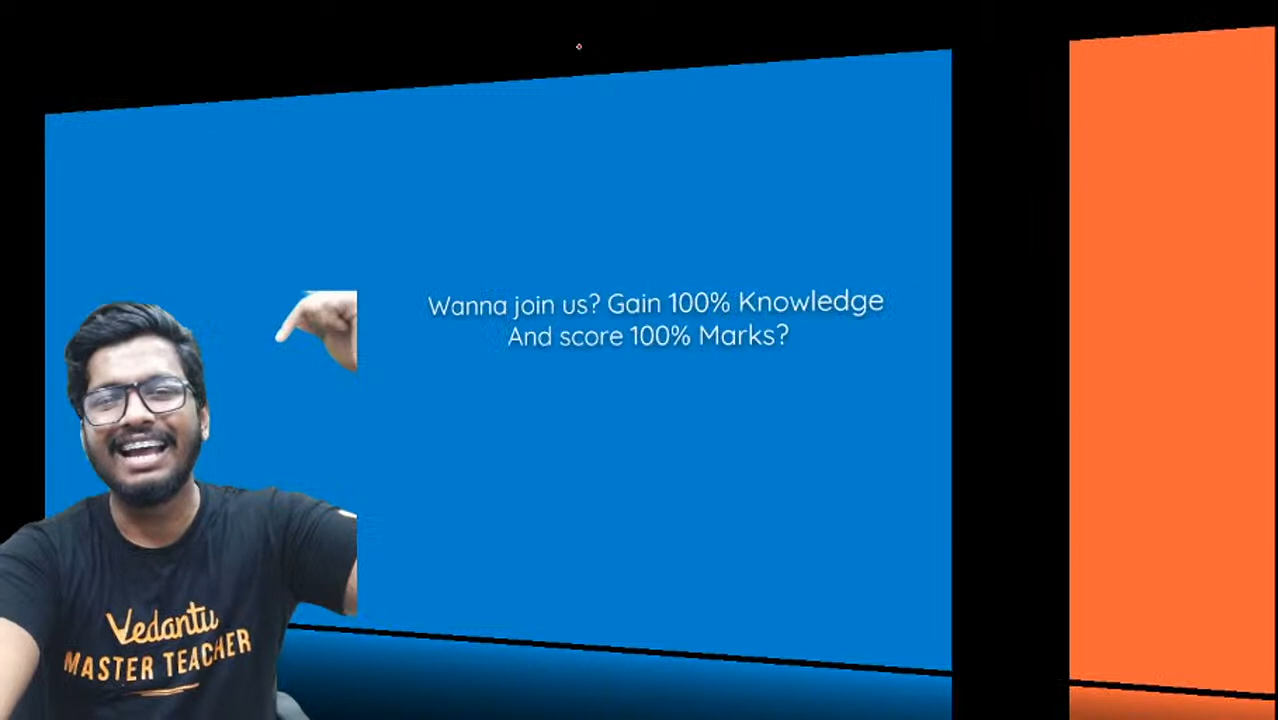 Wanna join us? Gain 100% Knowledge
And score 100% Marks?
Vedantu
MASTER TEACHER